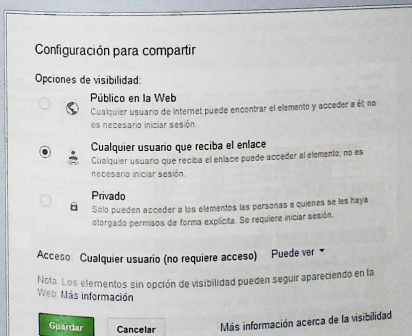 Configuración para compartir
Opciones de visibilidad:
Público en la Web
Cualquier usuario de Internet puede encontrar el elemento y acceder a él; no
es necesario iniciar sesión.
Cualquier usuario que reciba el enlace
Cualquier usuario que reciba el enlace puede acceder al elemento; no es
necesario iniciar sesión.
Privado
Solo pueden acceder a los elementos las personas a quienes se les haya
otorgado permisos de forma explícita. Se requiere iniciar sesión.
Acceso: Cualquier usuario (no requiere acceso) Puede ver
Nota: Los elementos sin opción de visibilidad pueden seguir apareciendo en la
Web. Más información
Guardar Cancelar Más información acerca de la visibilidad